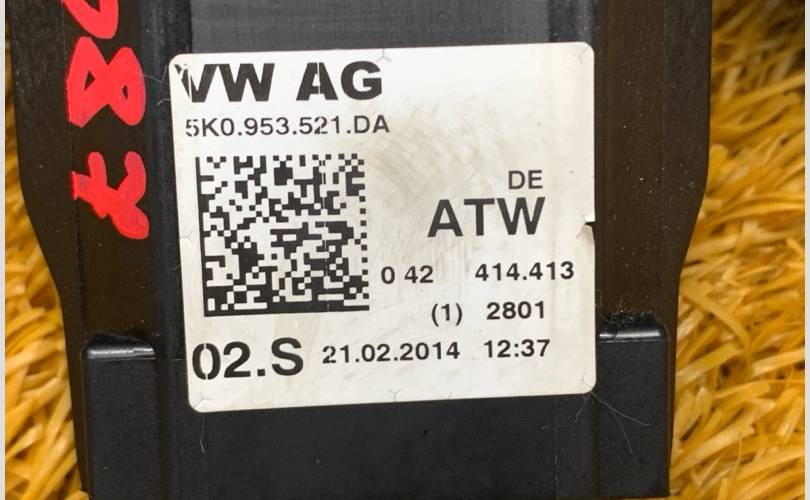 VW AG
5K0.953.521.DA
DE
ATW
0 42 414.413
(1) 2801
02.S 21.02.2014 12:37